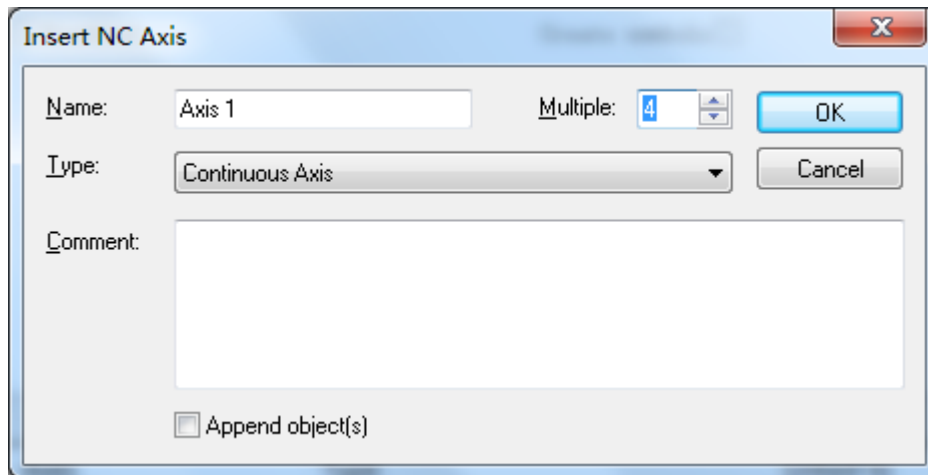 Insert NC Axis
Name: Axis 1 Multiple: 4 OK
Type: Continuous Axis Cancel
Comment:
Append object(s)